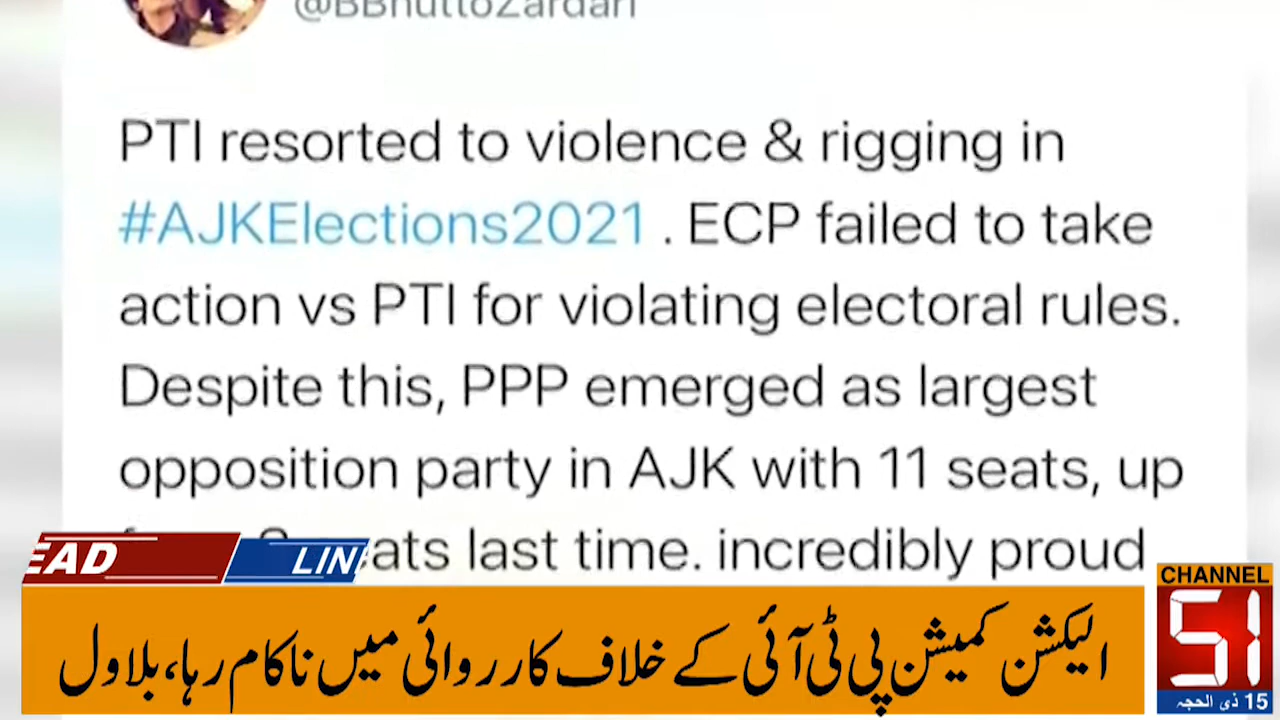 @BBhuttoZardari
PTI resorted to violence & rigging in
#AJKElections2021 . ECP failed to take
action vs PTI for violating electoral rules.
Despite this, PPP emerged as largest
opposition party in AJK with 11 seats, up
last time. incredibly proud
EAD LIN
الیکشن کمیشن پی ٹی آئی کے خلاف کارروائی میں ناکام رہا، بلاول
CHANNEL
51
15 ذی الحجہ